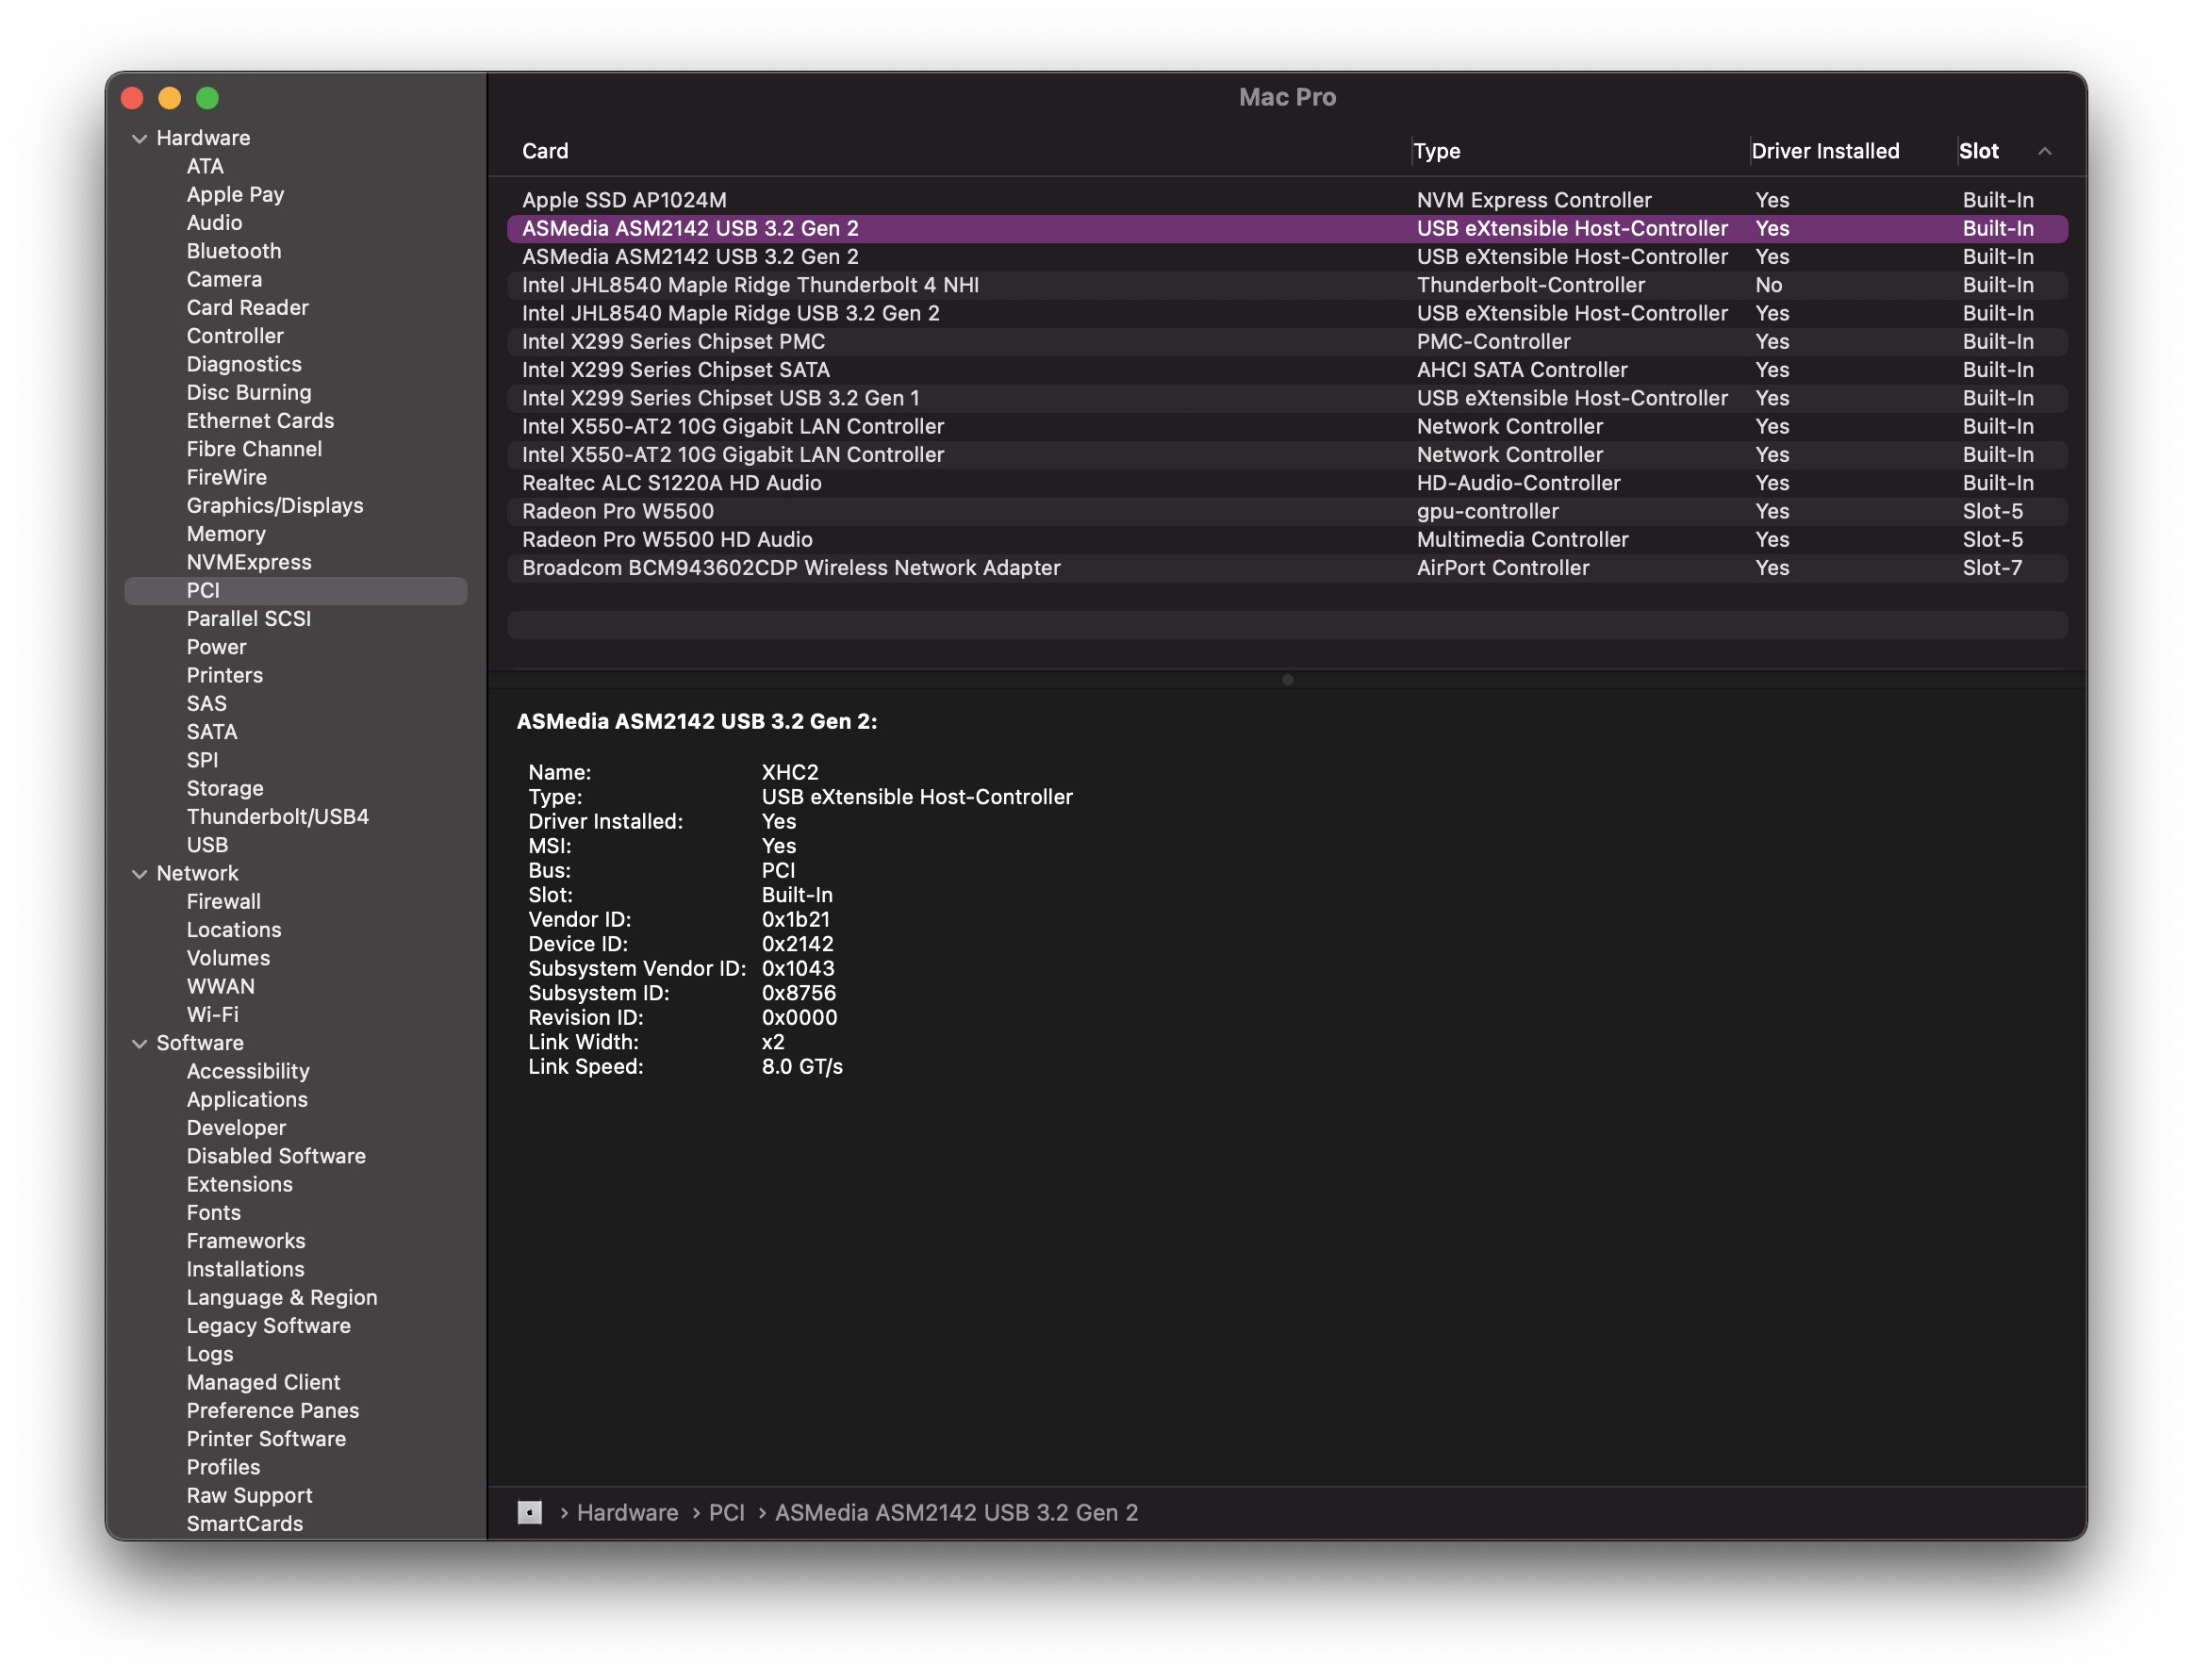 Mac Pro
Hardware
ATA
Apple Pay
Audio
Bluetooth
Camera
Card Reader
Controller
Diagnostics
Disc Burning
Ethernet Cards
Fibre Channel
FireWire
Graphics/Displays
Memory
NVMExpress
PCI
Parallel SCSI
Power
Printers
SAS
SATA
SPI
Storage
Thunderbolt/USB4
USB
Network
Firewall
Locations
Volumes
WWAN
Wi-Fi
Software
Accessibility
Applications
Developer
Disabled Software
Extensions
Fonts
Frameworks
Installations
Language & Region
Legacy Software
Logs
Managed Client
Preference Panes
Printer Software
Profiles
Raw Support
SmartCards
Card Type Driver Installed Slot
Apple SSD AP1024M NVM Express Controller Yes Built-In
ASMedia ASM2142 USB 3.2 Gen 2 USB eXtensible Host-Controller Yes Built-In
ASMedia ASM2142 USB 3.2 Gen 2 USB eXtensible Host-Controller Yes Built-In
Intel JHL8540 Maple Ridge Thunderbolt 4 NHI Thunderbolt-Controller No Built-In
Intel JHL8540 Maple Ridge USB 3.2 Gen 2 USB eXtensible Host-Controller Yes Built-In
Intel X299 Series Chipset PMC PMC-Controller Yes Built-In
Intel X299 Series Chipset SATA AHCI SATA Controller Yes Built-In
Intel X299 Series Chipset USB 3.2 Gen 1 USB eXtensible Host-Controller Yes Built-In
Intel X550-AT2 10G Gigabit LAN Controller Network Controller Yes Built-In
Intel X550-AT2 10G Gigabit LAN Controller Network Controller Yes Built-In
Realtec ALC S1220A HD Audio HD-Audio-Controller Yes Built-In
Radeon Pro W5500 gpu-controller Yes Slot-5
Radeon Pro W5500 HD Audio Multimedia Controller Yes Slot-5
Broadcom BCM943602CDP Wireless Network Adapter AirPort Controller Yes Slot-7
ASMedia ASM2142 USB 3.2 Gen 2:
Name: XHC2
Type: USB eXtensible Host-Controller
Driver Installed: Yes
MSI: Yes
Bus: PCI
Slot: Built-In
Vendor ID: 0x1b21
Device ID: 0x2142
Subsystem Vendor ID: 0x1043
Subsystem ID: 0x8756
Revision ID: 0x0000
Link Width: x2
Link Speed: 8.0 GT/s
› Hardware › PCI › ASMedia ASM2142 USB 3.2 Gen 2